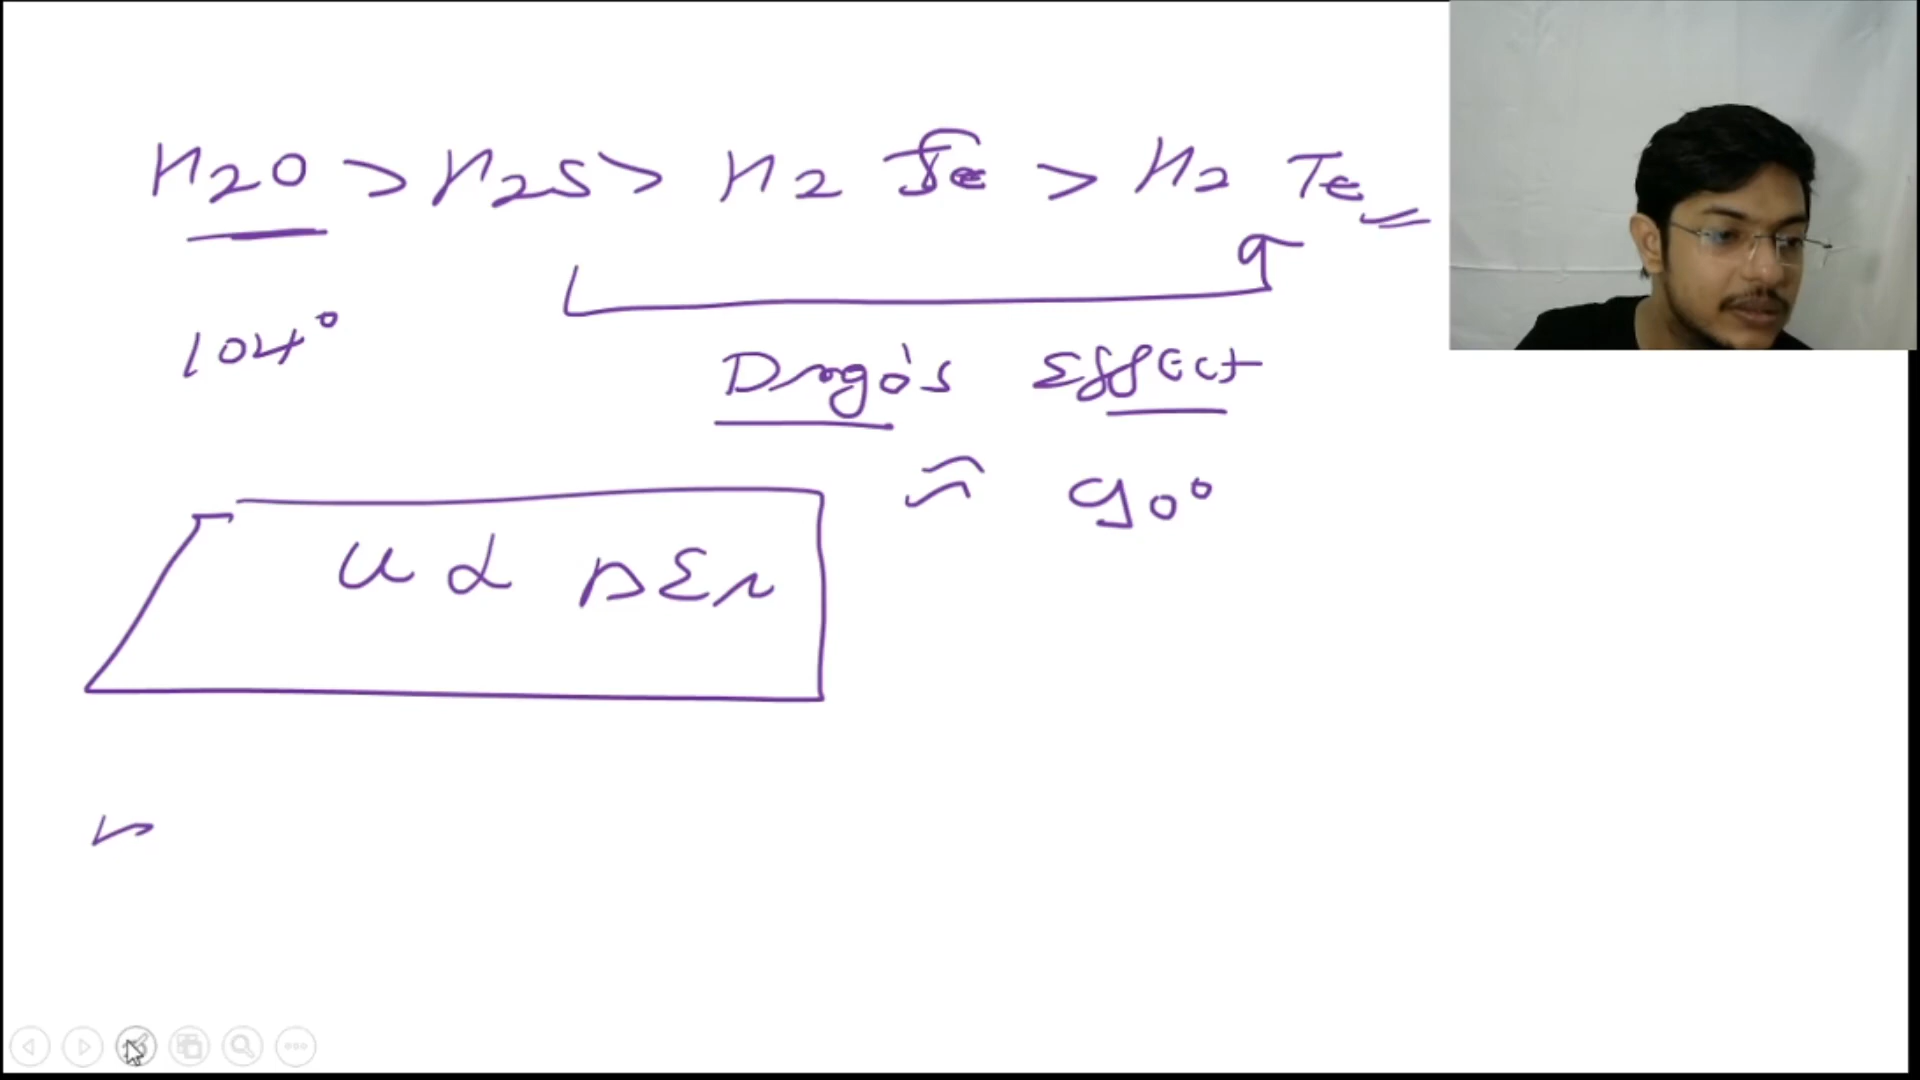 H2O > H2S > H2 Se > H2 Te
104°
Drago's Effect
≈ 90°
u α ΔEN